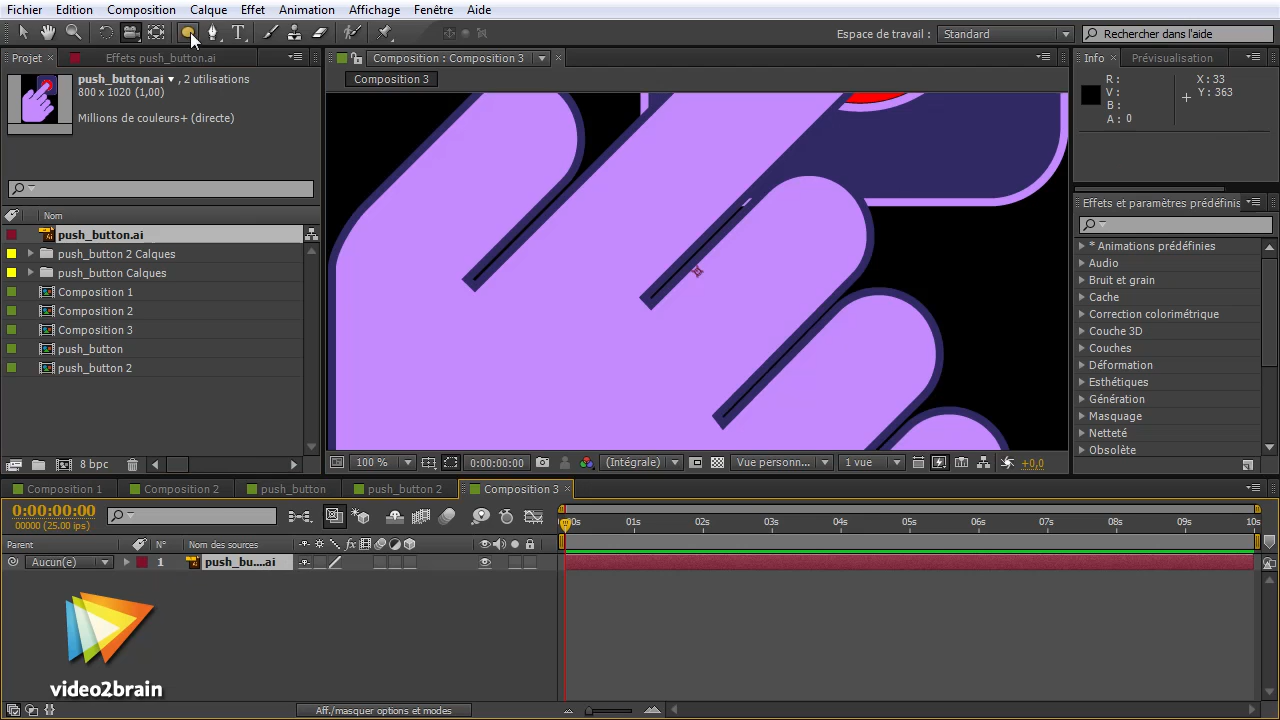 Fichier Edition Composition Calque Effet Animation Affichage Fenêtre Aide
Espace de travail : Standard Rechercher dans l'aide
Projet Effets push_button.ai
Composition : Composition 3
Info Prévisualisation
push_button.ai , 2 utilisations
800 x 1020 (1,00)
Millions de couleurs+ (directe)
Composition 3
R : X : 33
V : Y : 363
B :
A : 0
Nom
push_button.ai
push_button 2 Calques
push_button Calques
Composition 1
Composition 2
Composition 3
push_button
push_button 2
Effets et paramètres prédéfinis
* Animations prédéfinies
Audio
Bruit et grain
Cache
Correction colorimétrique
Couche 3D
Couches
Déformation
Esthétiques
Génération
Masquage
Netteté
Obsolète
8 bpc
100 % 0:00:00:00 (Intégrale) Vue personn... 1 vue +0,0
Composition 1 Composition 2 push_button push_button 2 Composition 3
0:00:00:00
00000 (25.00 ips)
00s 01s 02s 03s 04s 05s 06s 07s 08s 09s 10s
Parent N° Nom des sources fx
Aucun(e) 1 push_bu....ai
video2brain
Aff./masquer options et modes